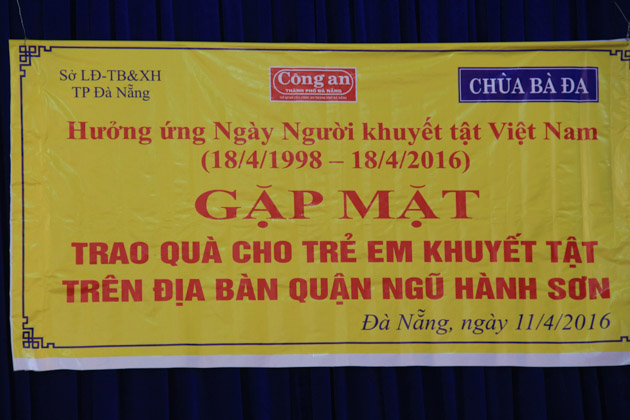 Sở LĐ-TB&XH
TP Đà Nẵng
Công an
THÀNH PHỐ ĐÀ NẴNG
CHÙA BÀ ĐA
Hưởng ứng Ngày Người khuyết tật Việt Nam
(18/4/1998 – 18/4/2016)
GẶP MẶT
TRAO QUÀ CHO TRẺ EM KHUYẾT TẬT
TRÊN ĐỊA BÀN QUẬN NGŨ HÀNH SƠN
Đà Nẵng, ngày 11/4/2016